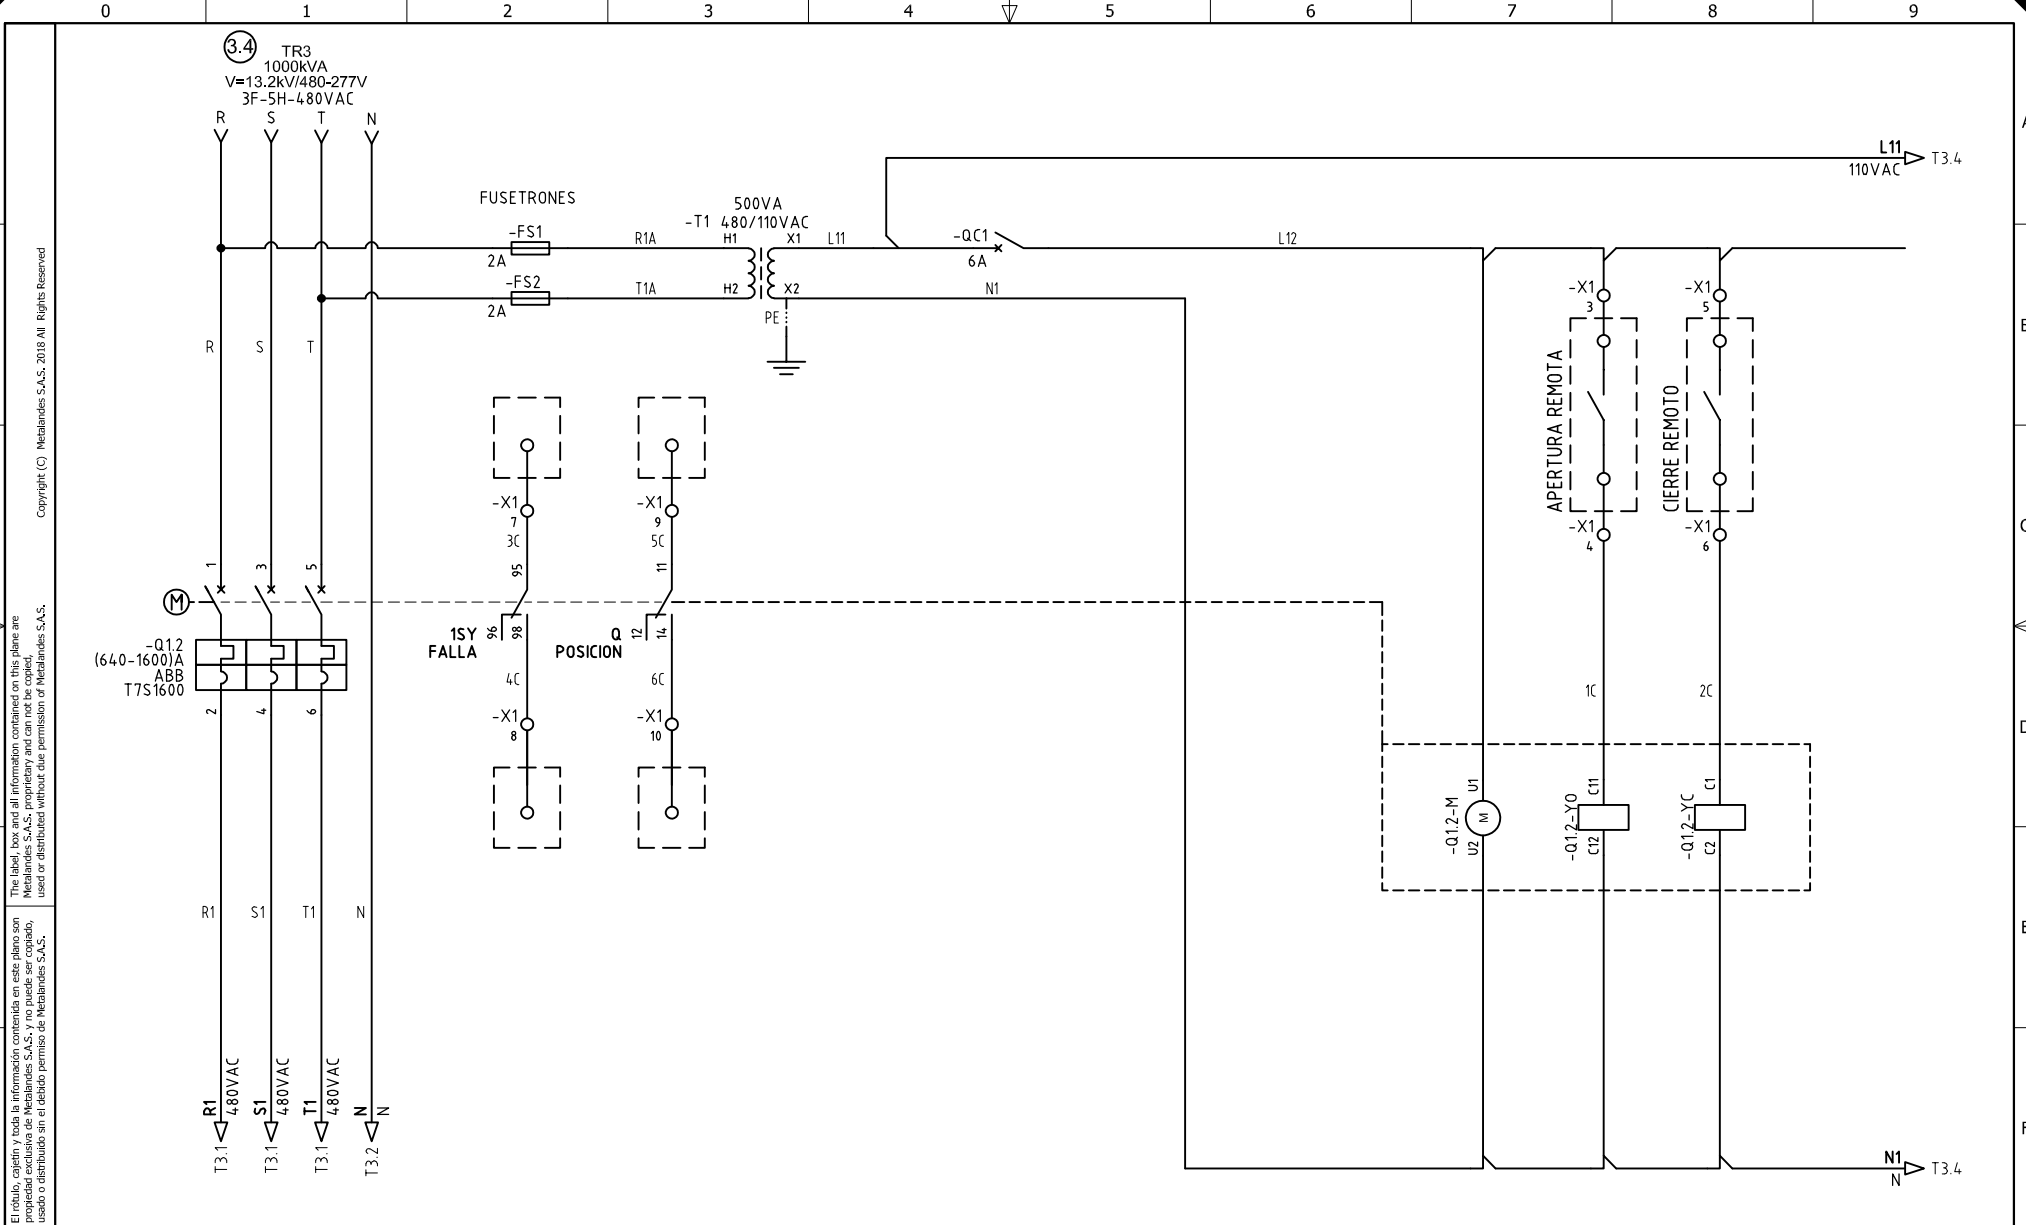 0 1 2 3 4 5 6 7 8 9
3.4
TR3
1000kVA
V=13.2kV/480-277V
3F-5H-480VAC
R S T N
L11
110VAC
T3.4
FUSETRONES
500VA
-T1 480/110VAC
-FS1
2A
R1A
H1
X1
L11
-QC1
6A
L12
-FS2
2A
T1A
H2
X2
N1
PE
R S T
-X1
3
-X1
5
APERTURA REMOTA
CIERRE REMOTO
-X1
4
-X1
6
-X1
7
3C
95
-X1
9
5C
11
1 3 5
M
-Q1.2
(640-1600)A
ABB
T7S1600
2 4 6
1SY
FALLA
96
98
Q
POSICION
12
14
4C
6C
-X1
8
-X1
10
1C
2C
-Q1.2-M
U1
M
U2
-Q1.2-YO
C11
C12
-Q1.2-YC
C1
C2
R1 S1 T1 N
R1
480VAC
T3.1
S1
480VAC
T3.1
T1
480VAC
T3.1
N
N
T3.2
N1
N
T3.4
Copyright (C) Metalandes S.A.S. 2018 All Rights Reserved
The label, box and all information contained on this plane are
Metalandes S.A.S. proprietary and can not be copied,
used or distributed without due permission of Metalandes S.A.S.
El rótulo, cajetín y toda la información contenida en este plano son
propiedad exclusiva de Metalandes S.A.S. y no puede ser copiado,
usado o distribuido sin el debido permiso de Metalandes S.A.S.